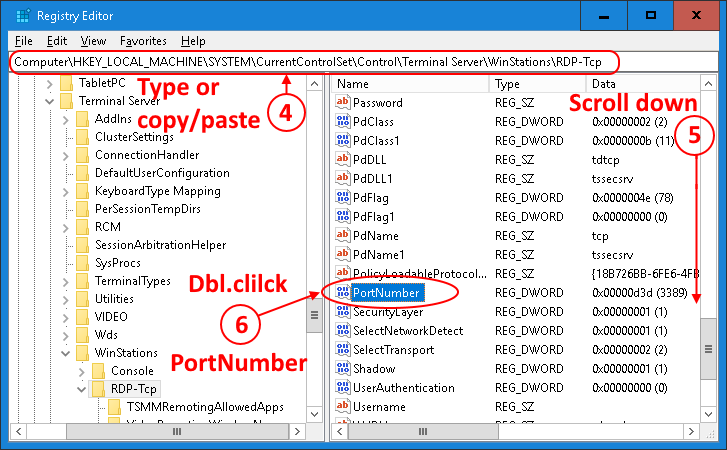 Registry Editor
File Edit View Favorites Help
Computer\HKEY_LOCAL_MACHINE\SYSTEM\CurrentControlSet\Control\Terminal Server\WinStations\RDP-Tcp
TabletPC
Terminal Server
AddIns
ClusterSettings
ConnectionHandler
DefaultUserConfiguration
KeyboardType Mapping
PerSessionTempDirs
RCM
SessionArbitrationHelper
SysProcs
TerminalTypes
Utilities
VIDEO
Wds
WinStations
Console
RDP-Tcp
TSMMRemotingAllowedApps
Type or
copy/paste
4
Dbl.clilck
6
PortNumber
Name Type Data
Password REG_SZ
PdClass REG_DWORD 0x00000002 (2)
PdClass1 REG_DWORD 0x0000000b (11)
PdDLL REG_SZ tdtcp
PdDLL1 REG_SZ tssecsrv
PdFlag REG_DWORD 0x0000004e (78)
PdFlag1 REG_DWORD 0x00000000 (0)
PdName REG_SZ tcp
PdName1 REG_SZ tssecsrv
PolicyLoadableProtocol... REG_SZ {18B726BB-6FE6-4FB
PortNumber REG_DWORD 0x00000d3d (3389)
SecurityLayer REG_DWORD 0x00000001 (1)
SelectNetworkDetect REG_DWORD 0x00000001 (1)
SelectTransport REG_DWORD 0x00000002 (2)
Shadow REG_DWORD 0x00000001 (1)
UserAuthentication REG_DWORD 0x00000000 (0)
Username REG_SZ
Scroll down
5